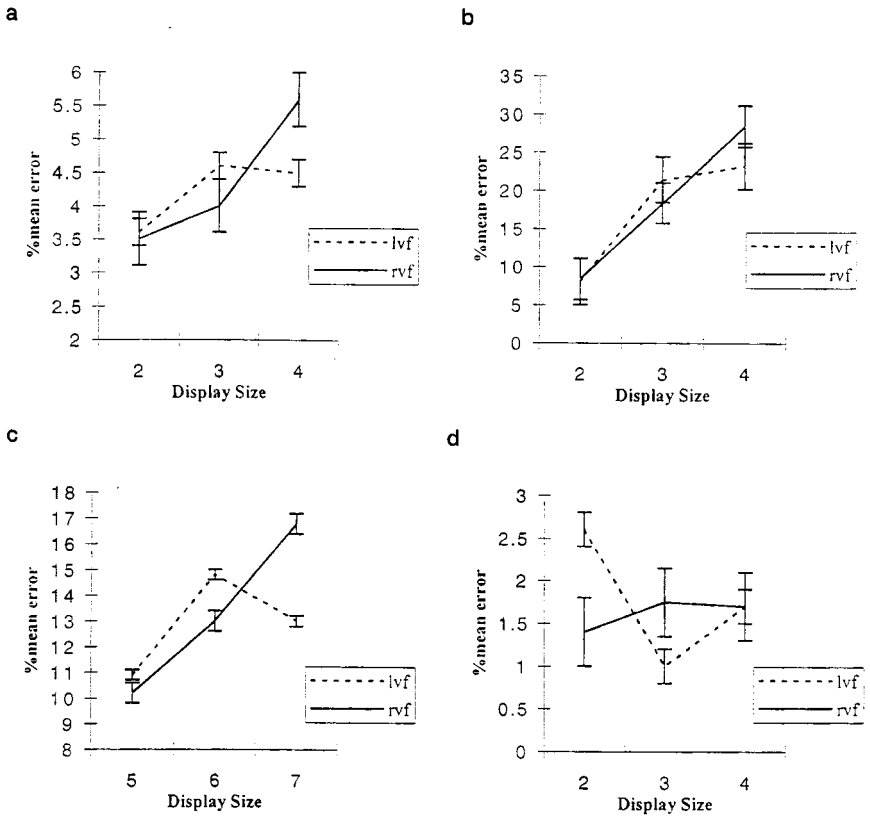 a
%mean error
6
5.5
5
4.5
4
3.5
3
2.5
2
2 3 4
Display Size
lvf
rvf
b
%mean error
35
30
25
20
15
10
5
0
2 3 4
Display Size
lvf
rvf
c
%mean error
18
17
16
15
14
13
12
11
10
9
8
5 6 7
Display Size
lvf
rvf
d
%mean error
3
2.5
2
1.5
1
0.5
0
2 3 4
Display Size
lvf
rvf